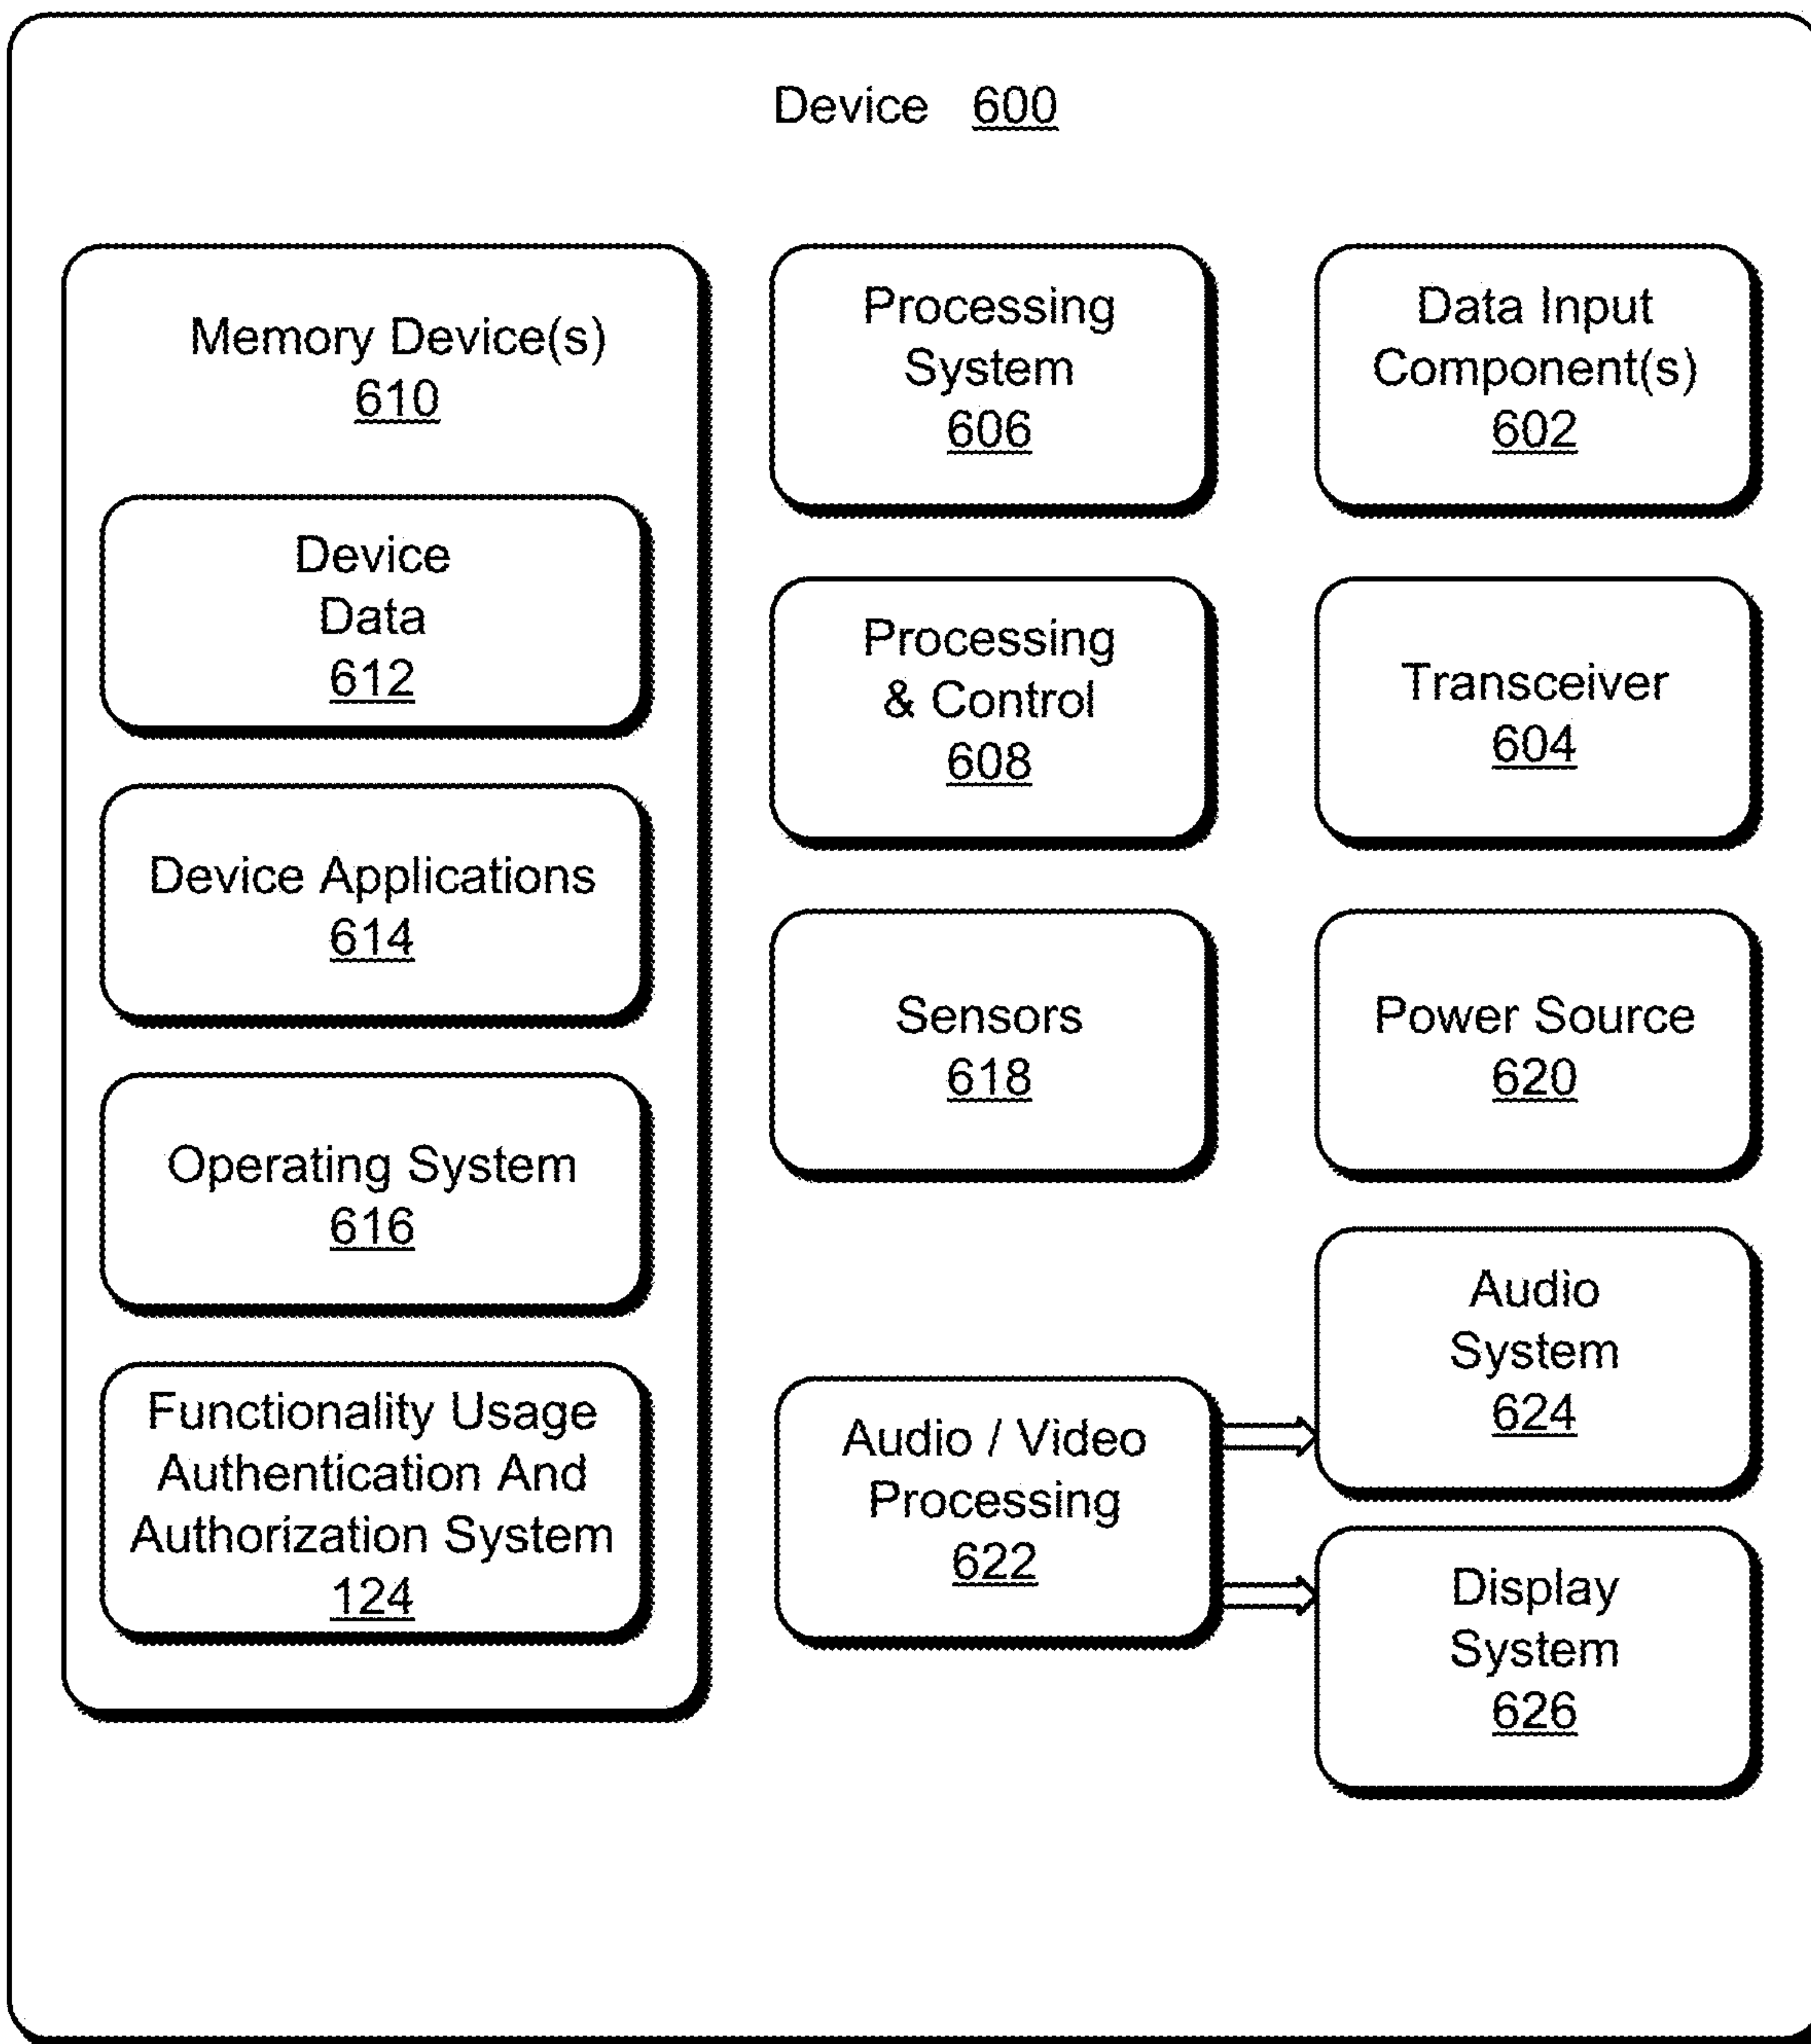 Device 600
Memory Device(s)
610
Device
Data
612
Device Applications
614
Operating System
616
Functionality Usage
Authentication And
Authorization System
124
Processing
System
606
Data Input
Component(s)
602
Processing
& Control
608
Transceiver
604
Sensors
618
Power Source
620
Audio / Video
Processing
622
Audio
System
624
Display
System
626